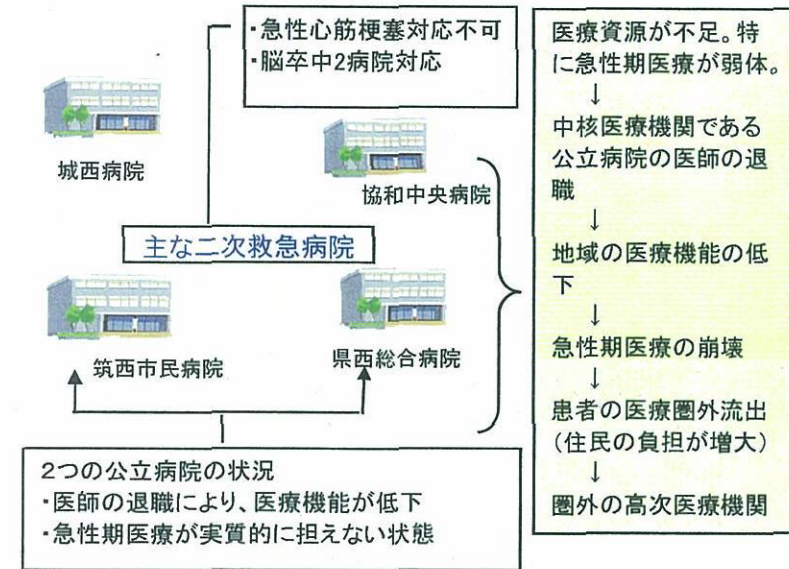 ・急性心筋梗塞対応不可
・脳卒中2病院対応
城西病院
協和中央病院
主な二次救急病院
筑西市民病院
県西総合病院
2つの公立病院の状況
・医師の退職により、医療機能が低下
・急性期医療が実質的に担えない状態
医療資源が不足。特
に急性期医療が弱体。
↓
中核医療機関である
公立病院の医師の退
職
↓
地域の医療機能の低
下
↓
急性期医療の崩壊
↓
患者の医療圏外流出
(住民の負担が増大)
↓
圏外の高次医療機関